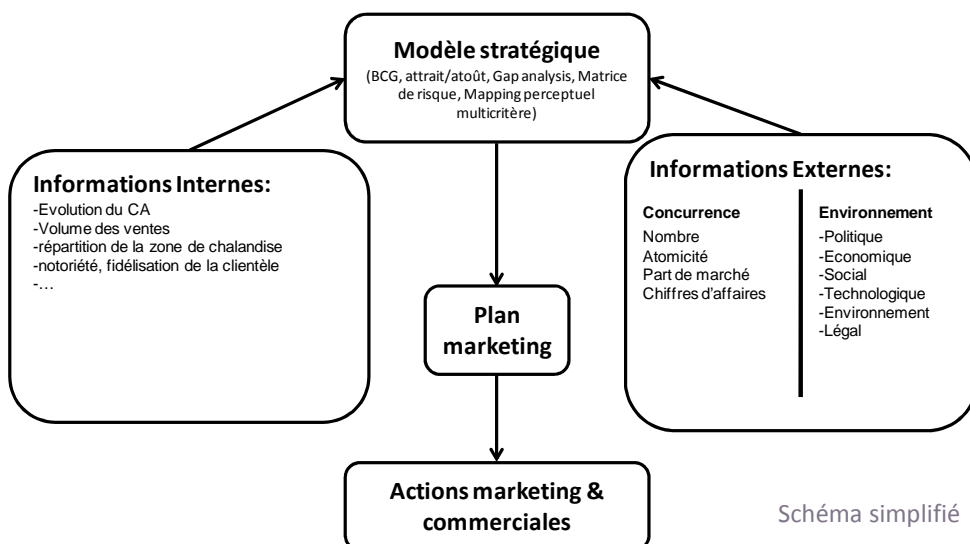 Modèle stratégique
(BCG, attrait/atoût, Gap analysis, Matrice
de risque, Mapping perceptuel
multicritère)
Informations Internes:
-Evolution du CA
-Volume des ventes
-répartition de la zone de chalandise
-notoriété, fidélisation de la clientèle
-…
Informations Externes:
Concurrence
Nombre
Atomicité
Part de marché
Chiffres d’affaires
Environnement
-Politique
-Economique
-Social
-Technologique
-Environnement
-Légal
Plan
marketing
Actions marketing &
commerciales
Schéma simplifié